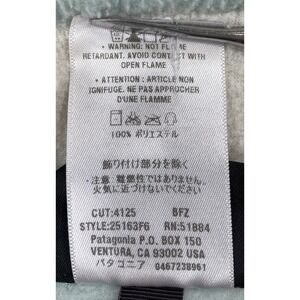 • WARNING: NOT FLAME
RETARDANT. AVOID CONTACT WITH
OPEN FLAME
• ATTENTION: ARTICLE NON
IGNIFUGE. NE PAS APPROCHER
D'UNE FLAMME
100% ポリエステル
飾り付け部分を除く
・注意 難燃性ではありません。
火気に近づけないでください。
CUT:4125 BFZ
STYLE:25163F6 RN:51884
Patagonia P.O. BOX 150
VENTURA, CA 93002 USA
パタゴニア 0467238961